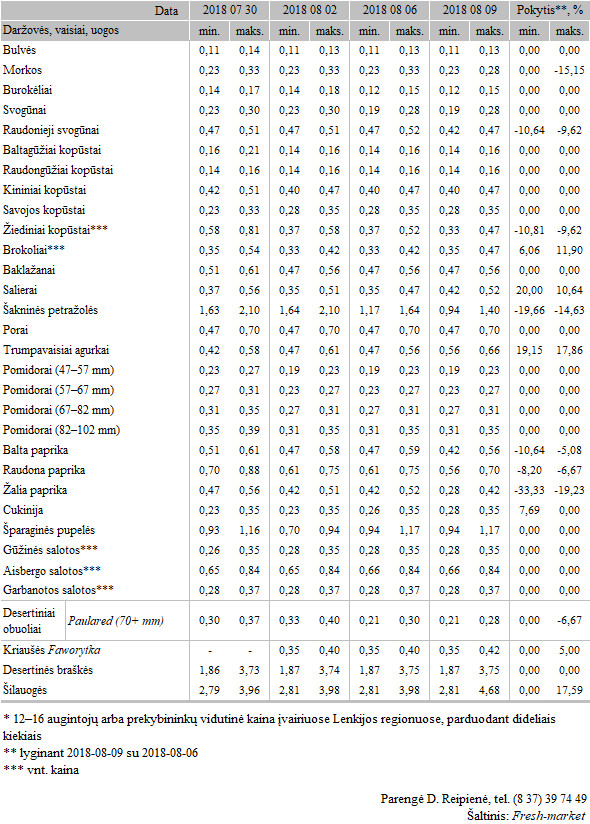 Data 2018 07 30 2018 08 02 2018 08 06 2018 08 09 Pokytis**, %
Daržovės, vaisiai, uogos min. maks. min. maks. min. maks. min. maks. min. maks.
Bulvės 0,11 0,14 0,11 0,13 0,11 0,13 0,11 0,13 0,00 0,00
Morkos 0,23 0,33 0,23 0,33 0,23 0,33 0,23 0,28 0,00 -15,15
Burokėliai 0,14 0,17 0,14 0,18 0,12 0,15 0,12 0,15 0,00 0,00
Svogūnai 0,23 0,30 0,23 0,30 0,19 0,28 0,19 0,28 0,00 0,00
Raudonieji svogūnai 0,47 0,51 0,47 0,51 0,47 0,52 0,42 0,47 -10,64 -9,62
Baltagūžiai kopūstai 0,16 0,21 0,14 0,16 0,14 0,16 0,14 0,16 0,00 0,00
Raudongūžiai kopūstai 0,14 0,16 0,14 0,16 0,14 0,16 0,14 0,16 0,00 0,00
Kininiai kopūstai 0,42 0,51 0,40 0,47 0,40 0,47 0,40 0,47 0,00 0,00
Savojos kopūstai 0,23 0,33 0,28 0,35 0,28 0,35 0,28 0,35 0,00 0,00
Žiediniai kopūstai*** 0,58 0,81 0,37 0,58 0,37 0,52 0,33 0,47 -10,81 -9,62
Brokoliai*** 0,35 0,54 0,33 0,42 0,33 0,42 0,35 0,47 6,06 11,90
Baklažanai 0,51 0,61 0,47 0,56 0,47 0,56 0,47 0,56 0,00 0,00
Salierai 0,37 0,56 0,35 0,51 0,35 0,47 0,42 0,52 20,00 10,64
Šakninės petražolės 1,63 2,10 1,64 2,10 1,17 1,64 0,94 1,40 -19,66 -14,63
Porai 0,47 0,70 0,47 0,70 0,47 0,70 0,47 0,70 0,00 0,00
Trumpavaisiai agurkai 0,42 0,58 0,47 0,61 0,47 0,56 0,56 0,66 19,15 17,86
Pomidorai (47–57 mm) 0,23 0,27 0,19 0,23 0,19 0,23 0,19 0,23 0,00 0,00
Pomidorai (57–67 mm) 0,27 0,31 0,23 0,27 0,23 0,27 0,23 0,27 0,00 0,00
Pomidorai (67–82 mm) 0,31 0,35 0,27 0,31 0,27 0,31 0,27 0,31 0,00 0,00
Pomidorai (82–102 mm) 0,35 0,39 0,31 0,35 0,31 0,35 0,31 0,35 0,00 0,00
Balta paprika 0,51 0,61 0,47 0,58 0,47 0,59 0,42 0,56 -10,64 -5,08
Raudona paprika 0,70 0,88 0,61 0,75 0,61 0,75 0,56 0,70 -8,20 -6,67
Žalia paprika 0,47 0,56 0,42 0,51 0,42 0,52 0,28 0,42 -33,33 -19,23
Cukinija 0,23 0,35 0,23 0,35 0,26 0,35 0,28 0,35 7,69 0,00
Šparaginės pupelės 0,93 1,16 0,70 0,94 0,94 1,17 0,94 1,17 0,00 0,00
Gūžinės salotos*** 0,26 0,35 0,28 0,35 0,28 0,35 0,28 0,35 0,00 0,00
Aisbergo salotos*** 0,65 0,84 0,65 0,84 0,66 0,84 0,66 0,84 0,00 0,00
Garbanotos salotos*** 0,28 0,37 0,28 0,37 0,28 0,37 0,28 0,37 0,00 0,00
Desertiniai obuoliai Paulared (70+ mm) 0,30 0,37 0,33 0,40 0,21 0,30 0,21 0,28 0,00 -6,67
Kriaušės Faworytka - - 0,35 0,40 0,35 0,40 0,35 0,42 0,00 5,00
Desertinės braškės 1,86 3,73 1,87 3,74 1,87 3,75 1,87 3,75 0,00 0,00
Šilauogės 2,79 3,96 2,81 3,98 2,81 3,98 2,81 4,68 0,00 17,59
* 12–16 augintojų arba prekybininkų vidutinė kaina įvairiuose Lenkijos regionuose, parduodant dideliais
kiekiais
** lyginant 2018-08-09 su 2018-08-06
*** vnt. kaina
Parengė D. Reipienė, tel. (8 37) 39 74 49
Šaltinis: Fresh-market